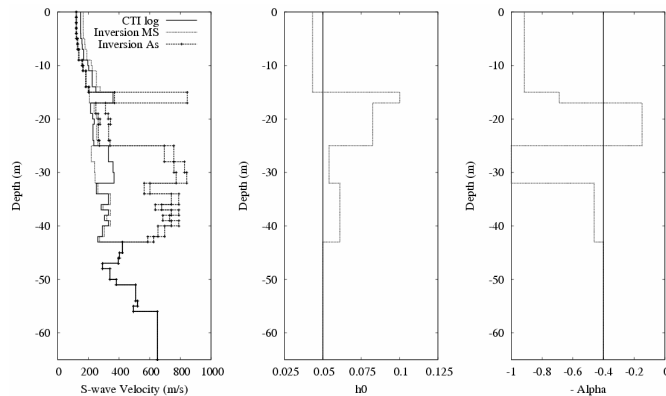 CTI log
Inversion MS
Inversion As
0
-10
-20
-30
-40
-50
-60
Depth (m)
0 200 400 600 800 1000
S-wave Velocity (m/s)
0
-10
-20
-30
-40
-50
-60
Depth (m)
0.025 0.05 0.075 0.1 0.125
h0
0
-10
-20
-30
-40
-50
-60
Depth (m)
-1 -0.8 -0.6 -0.4 -0.2 0
- Alpha